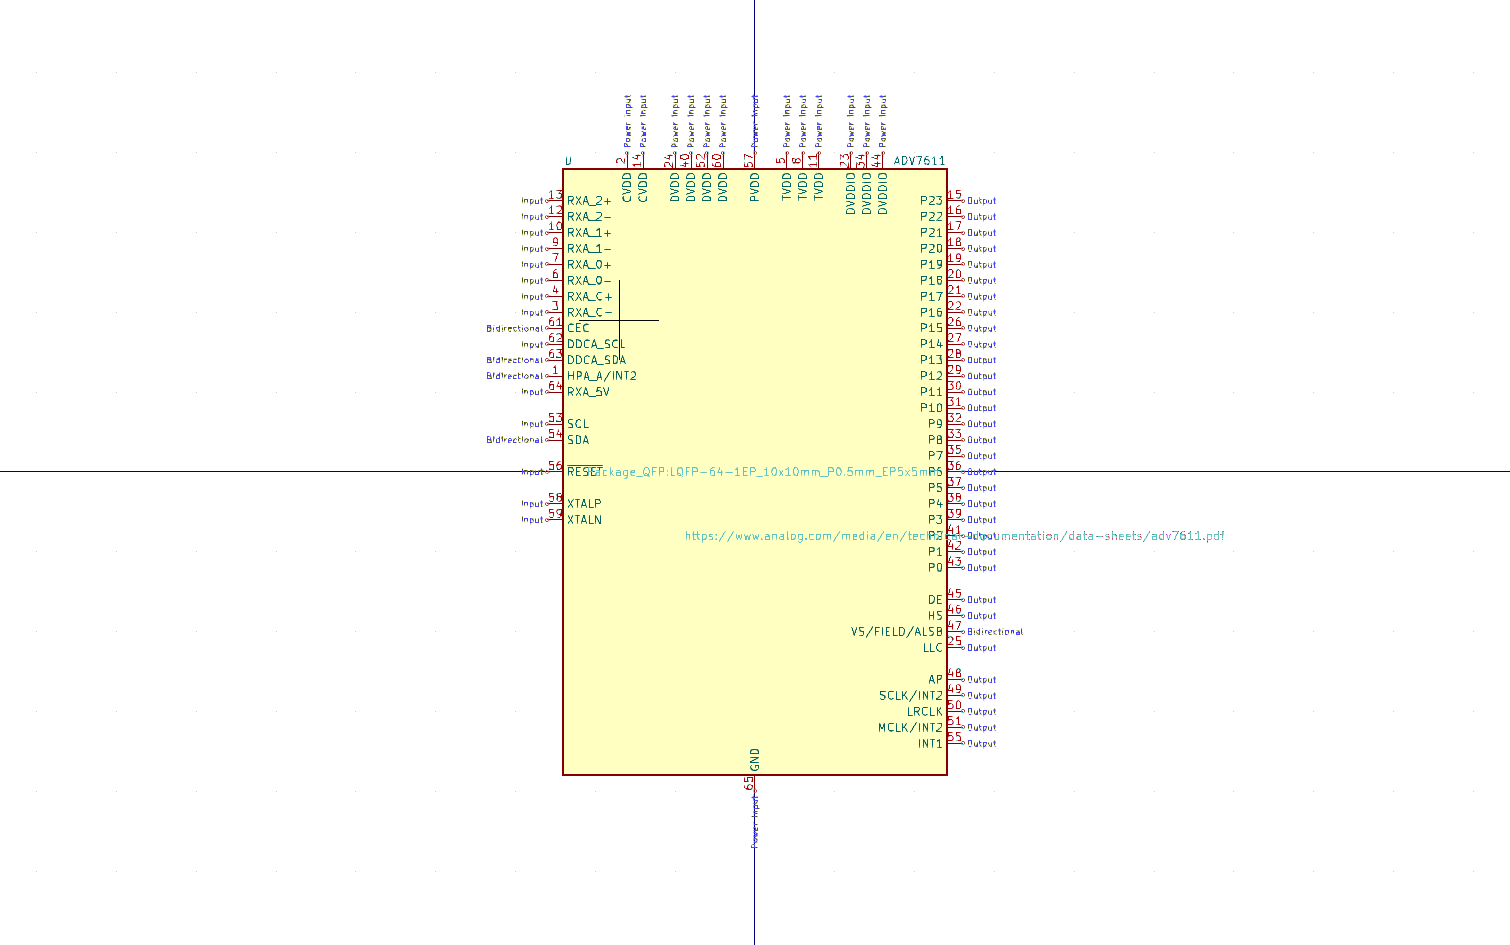 Power Input Power Input Power Input Power Input Power Input Power Input Power Input Power Input Power Input Power Input Power Input Power Input Power Input
2 14 24 40 52 60 57 5 8 11 23 34 44
U ADV7611
CVDD CVDD DVDD DVDD DVDD DVDD PVDD TVDD TVDD TVDD DVDDIO DVDDIO DVDDIO
Input 13 RXA_2+ P23 15 Output
Input 12 RXA_2- P22 16 Output
Input 10 RXA_1+ P21 17 Output
Input 9 RXA_1- P20 18 Output
Input 7 RXA_0+ P19 19 Output
Input 6 RXA_0- P18 20 Output
Input 4 RXA_C+ P17 21 Output
Input 3 RXA_C- P16 22 Output
Bidirectional 61 CEC P15 26 Output
Input 62 DDCA_SCL P14 27 Output
Bidirectional 63 DDCA_SDA P13 28 Output
Bidirectional 1 HPA_A/INT2 P12 29 Output
Input 64 RXA_5V P11 30 Output
P10 31 Output
Input 53 SCL P9 32 Output
Bidirectional 54 SDA P8 33 Output
P7 35 Output
Input 56 RESET Package_QFP:LQFP-64-1EP_10x10mm_P0.5mm_EP5x5mm P6 36 Output
P5 37 Output
Input 58 XTALP P4 38 Output
Input 59 XTALN P3 39 Output
https://www.analog.com/media/en/technical-documentation/data-sheets/adv7611.pdf P2 41 Output
P1 42 Output
P0 43 Output
DE 45 Output
HS 46 Output
VS/FIELD/ALSB 47 Bidirectional
LLC 25 Output
AP 48 Output
SCLK/INT2 49 Output
LRCLK 50 Output
MCLK/INT2 51 Output
INT1 55 Output
GND
65
Power Input